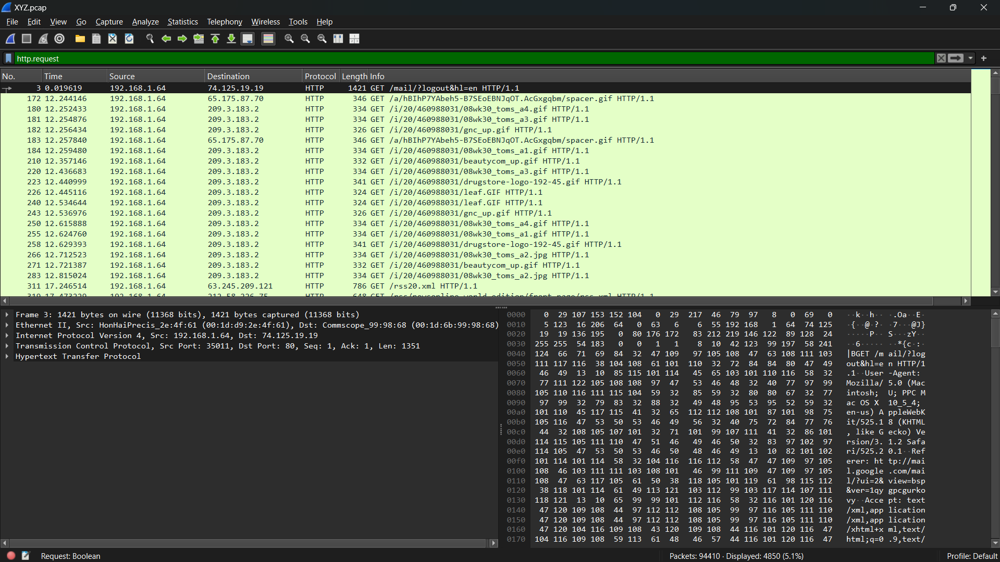 XYZ.pcap
File Edit View Go Capture Analyze Statistics Telephony Wireless Tools Help
http.request
No. Time Source Destination Protocol Length Info
3 0.019619 192.168.1.64 74.125.19.19 HTTP 1421 GET /mail/?logout&hl=en HTTP/1.1
172 12.244146 192.168.1.64 65.175.87.70 HTTP 346 GET /a/hBIhP7YAbeh5-B7SEoEBNJqOT.AcGxgqbm/spacer.gif HTTP/1.1
180 12.252433 192.168.1.64 209.3.183.2 HTTP 334 GET /i/20/460988031/08wk30_toms_a4.gif HTTP/1.1
181 12.254876 192.168.1.64 209.3.183.2 HTTP 334 GET /i/20/460988031/08wk30_toms_a3.gif HTTP/1.1
182 12.256434 192.168.1.64 209.3.183.2 HTTP 326 GET /i/20/460988031/gnc_up.gif HTTP/1.1
183 12.257840 192.168.1.64 65.175.87.70 HTTP 346 GET /a/hBIhP7YAbeh5-B7SEoEBNJqOT.AcGxgqbm/spacer.gif HTTP/1.1
184 12.259480 192.168.1.64 209.3.183.2 HTTP 334 GET /i/20/460988031/08wk30_toms_a1.gif HTTP/1.1
210 12.357146 192.168.1.64 209.3.183.2 HTTP 332 GET /i/20/460988031/beautycom_up.gif HTTP/1.1
220 12.436683 192.168.1.64 209.3.183.2 HTTP 334 GET /i/20/460988031/08wk30_toms_a3.gif HTTP/1.1
223 12.440999 192.168.1.64 209.3.183.2 HTTP 341 GET /i/20/460988031/drugstore-logo-192-45.gif HTTP/1.1
226 12.445116 192.168.1.64 209.3.183.2 HTTP 324 GET /i/20/460988031/leaf.GIF HTTP/1.1
240 12.534644 192.168.1.64 209.3.183.2 HTTP 324 GET /i/20/460988031/leaf.GIF HTTP/1.1
243 12.536976 192.168.1.64 209.3.183.2 HTTP 326 GET /i/20/460988031/gnc_up.gif HTTP/1.1
250 12.615888 192.168.1.64 209.3.183.2 HTTP 334 GET /i/20/460988031/08wk30_toms_a4.gif HTTP/1.1
255 12.624760 192.168.1.64 209.3.183.2 HTTP 334 GET /i/20/460988031/08wk30_toms_a1.gif HTTP/1.1
258 12.629393 192.168.1.64 209.3.183.2 HTTP 341 GET /i/20/460988031/drugstore-logo-192-45.gif HTTP/1.1
266 12.712523 192.168.1.64 209.3.183.2 HTTP 334 GET /i/20/460988031/08wk30_toms_a2.jpg HTTP/1.1
271 12.721387 192.168.1.64 209.3.183.2 HTTP 332 GET /i/20/460988031/beautycom_up.gif HTTP/1.1
283 12.815024 192.168.1.64 209.3.183.2 HTTP 334 GET /i/20/460988031/08wk30_toms_a2.jpg HTTP/1.1
311 17.246514 192.168.1.64 63.245.209.121 HTTP 786 GET /rss20.xml HTTP/1.1
Frame 3: 1421 bytes on wire (11368 bits), 1421 bytes captured (11368 bits)
Ethernet II, Src: HonHaiPrecis_2e:4f:61 (00:1d:d9:2e:4f:61), Dst: Commscope_99:98:68 (00:1d:6b:99:98:68)
Internet Protocol Version 4, Src: 192.168.1.64, Dst: 74.125.19.19
Transmission Control Protocol, Src Port: 35011, Dst Port: 80, Seq: 1, Ack: 1, Len: 1351
Hypertext Transfer Protocol
0000 0 29 107 153 152 104 0 29 217 46 79 97 8 0 69 0 ··k··h·· ·.Oa··E·
0010 5 123 16 206 64 0 63 6 6 55 192 168 1 64 74 125 ·{··@·?· ·7···@J}
0020 19 19 136 195 0 80 176 172 83 212 219 146 122 89 128 24 ·····P·· S···zY··
0030 255 255 54 183 0 0 1 1 8 10 42 123 99 197 58 241 ··6····· ··*{c·:·
0040 124 66 71 69 84 32 47 109 97 105 108 47 63 108 111 103 |BGET /m ail/?log
0050 111 117 116 38 104 108 61 101 110 32 72 84 84 80 47 49 out&hl=e n HTTP/1
0060 46 49 13 10 85 115 101 114 45 65 103 101 110 116 58 32 .1··User -Agent:
0070 77 111 122 105 108 108 97 47 53 46 48 32 40 77 97 99 Mozilla/ 5.0 (Mac
0080 105 110 116 111 115 104 59 32 85 59 32 80 80 67 32 77 intosh; U; PPC M
0090 97 99 32 79 83 32 88 32 49 48 95 53 95 52 59 32 ac OS X 10_5_4;
00a0 101 110 45 117 115 41 32 65 112 112 108 101 87 101 98 75 en-us) A ppleWebK
00b0 105 116 47 53 50 53 46 49 56 32 40 75 72 84 77 76 it/525.1 8 (KHTML
00c0 44 32 108 105 107 101 32 71 101 99 107 111 41 32 86 101 , like G ecko) Ve
00d0 114 115 105 111 110 47 51 46 49 46 50 32 83 97 102 97 rsion/3. 1.2 Safa
00e0 114 105 47 53 50 53 46 50 48 46 49 13 10 82 101 102 ri/525.2 0.1··Ref
00f0 101 114 101 114 58 32 104 116 116 112 58 47 47 109 97 105 erer: ht tp://mai
0100 108 46 103 111 111 103 108 101 46 99 111 109 47 109 97 105 l.google .com/mai
0110 108 47 63 117 105 61 50 38 118 105 101 119 61 98 115 112 l/?ui=2& view=bsp
0120 38 118 101 114 61 49 113 121 103 112 99 103 117 114 107 111 &ver=1qy gpcgurko
0130 118 121 13 10 65 99 99 101 112 116 58 32 116 101 120 116 vy··Acce pt: text
0140 47 120 109 108 44 97 112 112 108 105 99 97 116 105 111 110 /xml,app lication
0150 47 120 109 108 44 97 112 112 108 105 99 97 116 105 111 110 /xml,app lication
0160 47 120 104 116 109 108 43 120 109 108 44 116 101 120 116 47 /xhtml+x ml,text/
0170 104 116 109 108 59 113 61 48 46 57 44 116 101 120 116 47 html;q=0 .9,text/
Request: Boolean
Packets: 94410 · Displayed: 4850 (5.1%)
Profile: Default